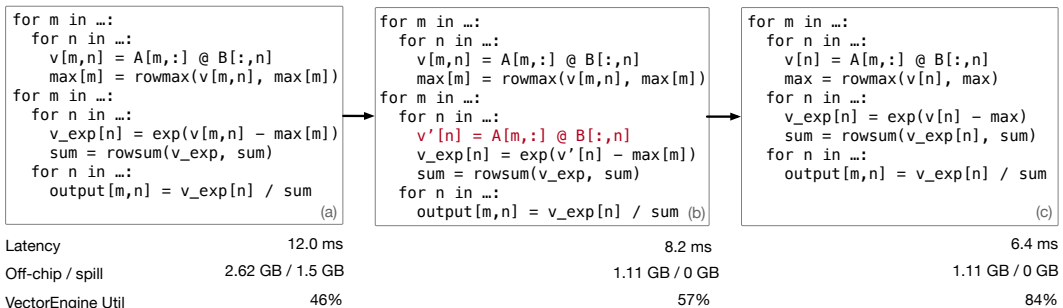 for m in …:
  for n in …:
    v[m,n] = A[m,:] @ B[:,n]
    max[m] = rowmax(v[m,n], max[m])
for m in …:
  for n in …:
    v_exp[n] = exp(v[m,n] − max[m])
    sum = rowsum(v_exp, sum)
  for n in …:
    output[m,n] = v_exp[n] / sum
(a)
for m in …:
  for n in …:
    v[m,n] = A[m,:] @ B[:,n]
    max[m] = rowmax(v[m,n], max[m])
for m in …:
  for n in …:
    v’[n] = A[m,:] @ B[:,n]
    v_exp[n] = exp(v’[n] − max[m])
    sum = rowsum(v_exp, sum)
  for n in …:
    output[m,n] = v_exp[n] / sum (b)
for m in …:
  for n in …:
    v[n] = A[m,:] @ B[:,n]
    max = rowmax(v[n], max)
  for n in …:
    v_exp[n] = exp(v[n] − max)
    sum = rowsum(v_exp[n], sum)
  for n in …:
    output[m,n] = v_exp[n] / sum
(c)
Latency 12.0 ms 8.2 ms 6.4 ms
Off-chip / spill 2.62 GB / 1.5 GB 1.11 GB / 0 GB 1.11 GB / 0 GB
VectorEngine Util 46% 57% 84%